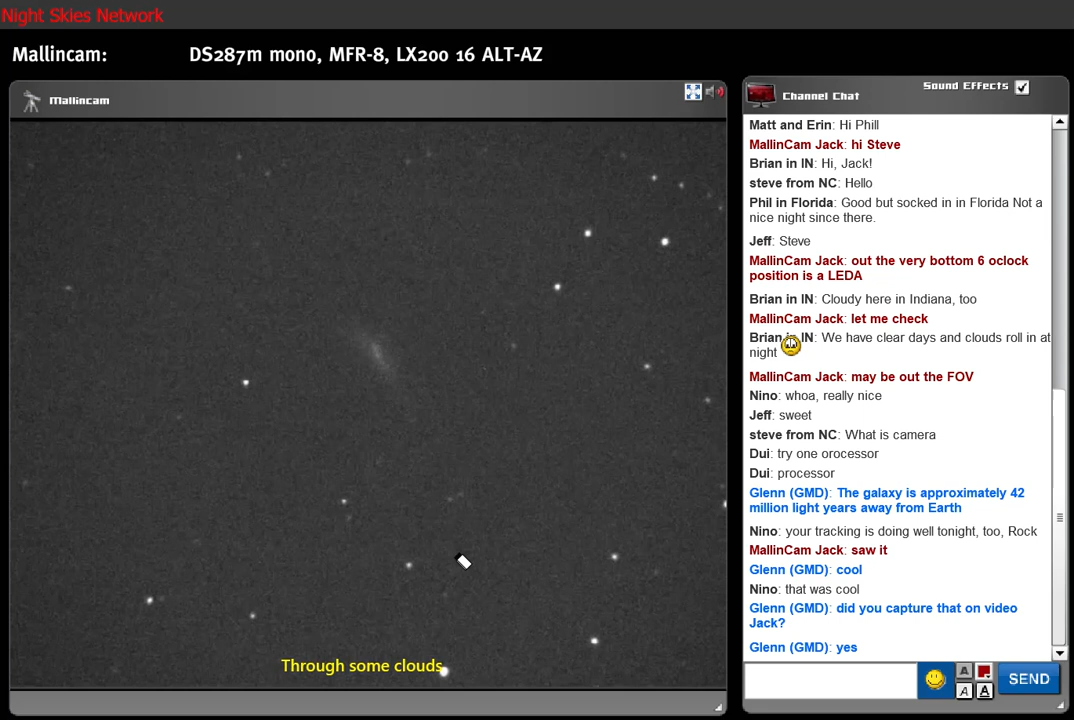 Night Skies Network
Mallincam: DS287m mono, MFR-8, LX200 16 ALT-AZ
Mallincam
Sound Effects
Channel Chat
Matt and Erin: Hi Phill
MallinCam Jack: hi Steve
Brian in IN: Hi, Jack!
steve from NC: Hello
Phil in Florida: Good but socked in in Florida Not a
nice night since there.
Jeff: Steve
MallinCam Jack: out the very bottom 6 oclock
position is a LEDA
Brian in IN: Cloudy here in Indiana, too
MallinCam Jack: let me check
Brian in IN: We have clear days and clouds roll in at
night
MallinCam Jack: may be out the FOV
Nino: whoa, really nice
Jeff: sweet
steve from NC: What is camera
Dui: try one orocessor
Dui: processor
Glenn (GMD): The galaxy is approximately 42
million light years away from Earth
Nino: your tracking is doing well tonight, too, Rock
MallinCam Jack: saw it
Glenn (GMD): cool
Nino: that was cool
Glenn (GMD): did you capture that on video
Jack?
Glenn (GMD): yes
Through some clouds
A
A
A
SEND